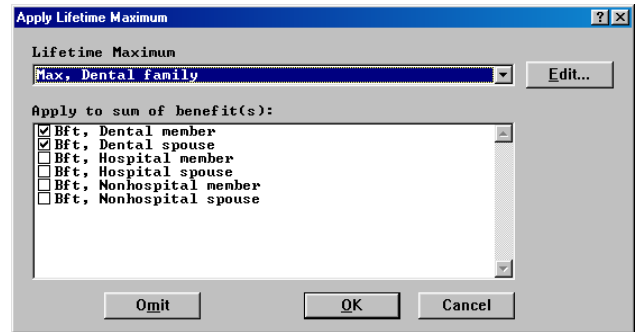 Apply Lifetime Maximum
Lifetime Maximum
Max, Dental family
Edit...
Apply to sum of benefit(s):
Bft, Dental member
Bft, Dental spouse
Bft, Hospital member
Bft, Hospital spouse
Bft, Nonhospital member
Bft, Nonhospital spouse
Omit OK Cancel